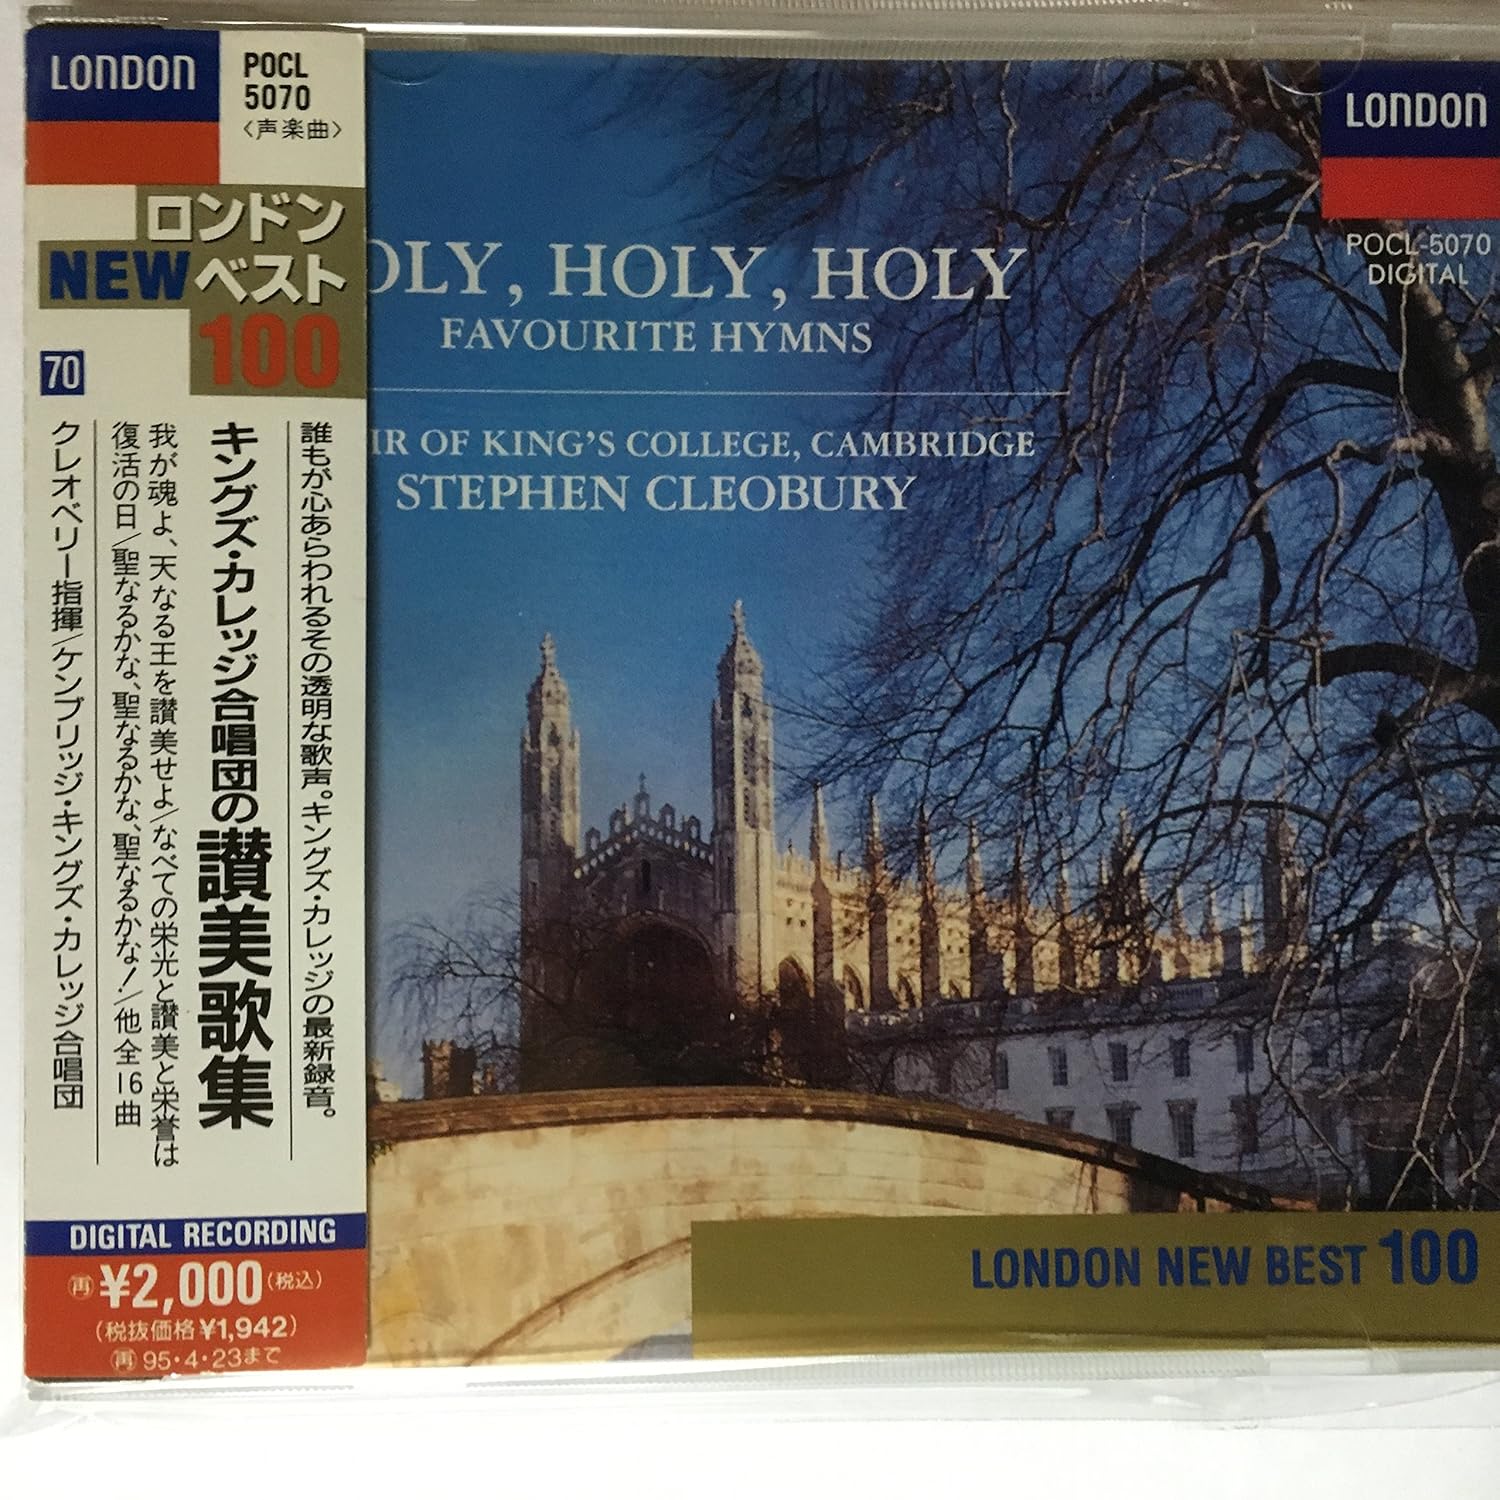 LONDON
POCL
5070
〈声楽曲〉
ロンドン
NEWベスト
100
70
誰もが心あらわれるその透明な歌声。キングズ・カレッジの最新録音。
キングズ・カレッジ合唱団の讃美歌集
我が魂よ、天なる王を讃美せよ/なべての栄光と讃美と栄誉は
復活の日/聖なるかな、聖なるかな、聖なるかな!/他 全16曲
クレオベリー指揮/ケンブリッジ・キングズ・カレッジ合唱団
DIGITAL RECORDING
再 ¥2,000(税込)
(税抜価格¥1,942)
再 95・4・23まで
OLY, HOLY, HOLY
FAVOURITE HYMNS
IR OF KING'S COLLEGE, CAMBRIDGE
STEPHEN CLEOBURY
LONDON
POCL-5070
DIGITAL
LONDON NEW BEST 100